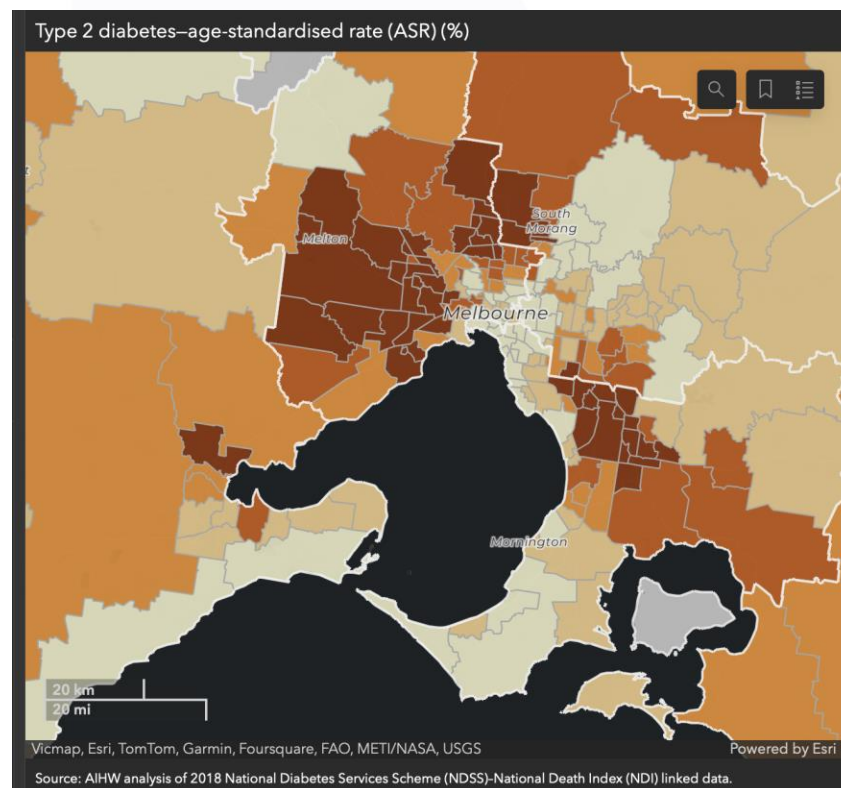 Type 2 diabetes–age-standardised rate (ASR) (%)
South
Morang
Melton
Melbourne
Mornington
20 km
20 mi
Vicmap, Esri, TomTom, Garmin, Foursquare, FAO, METI/NASA, USGS
Powered by Esri
Source: AIHW analysis of 2018 National Diabetes Services Scheme (NDSS)–National Death Index (NDI) linked data.